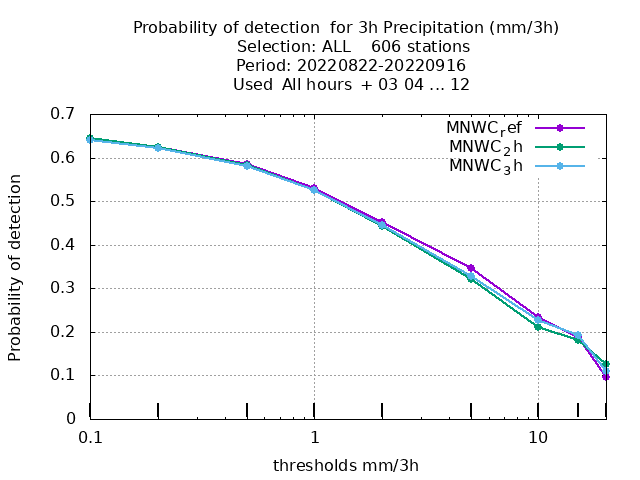 Probability of detection  for 3h Precipitation (mm/3h)
Selection: ALL    606 stations
Period: 20220822-20220916
Used  All hours  + 03 04 ... 12
MNWC_ref
MNWC_2h
MNWC_3h
0.7
0.6
0.5
0.4
0.3
0.2
0.1
0
Probability of detection
0.1 1 10
thresholds mm/3h